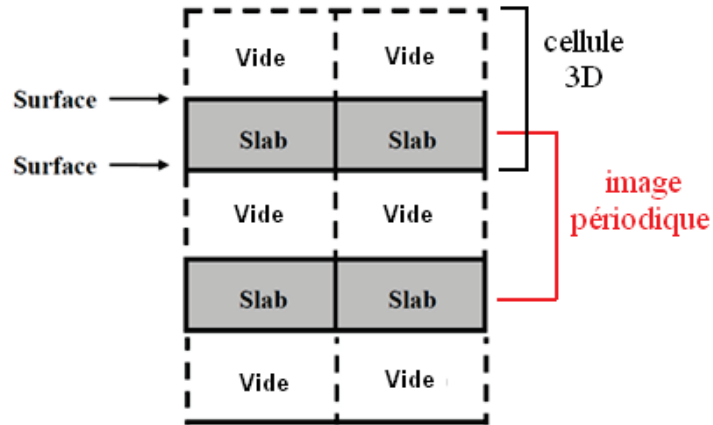 Vide Vide
cellule
3D
Surface
Slab Slab
Surface
image
périodique
Vide Vide
Slab Slab
Vide Vide